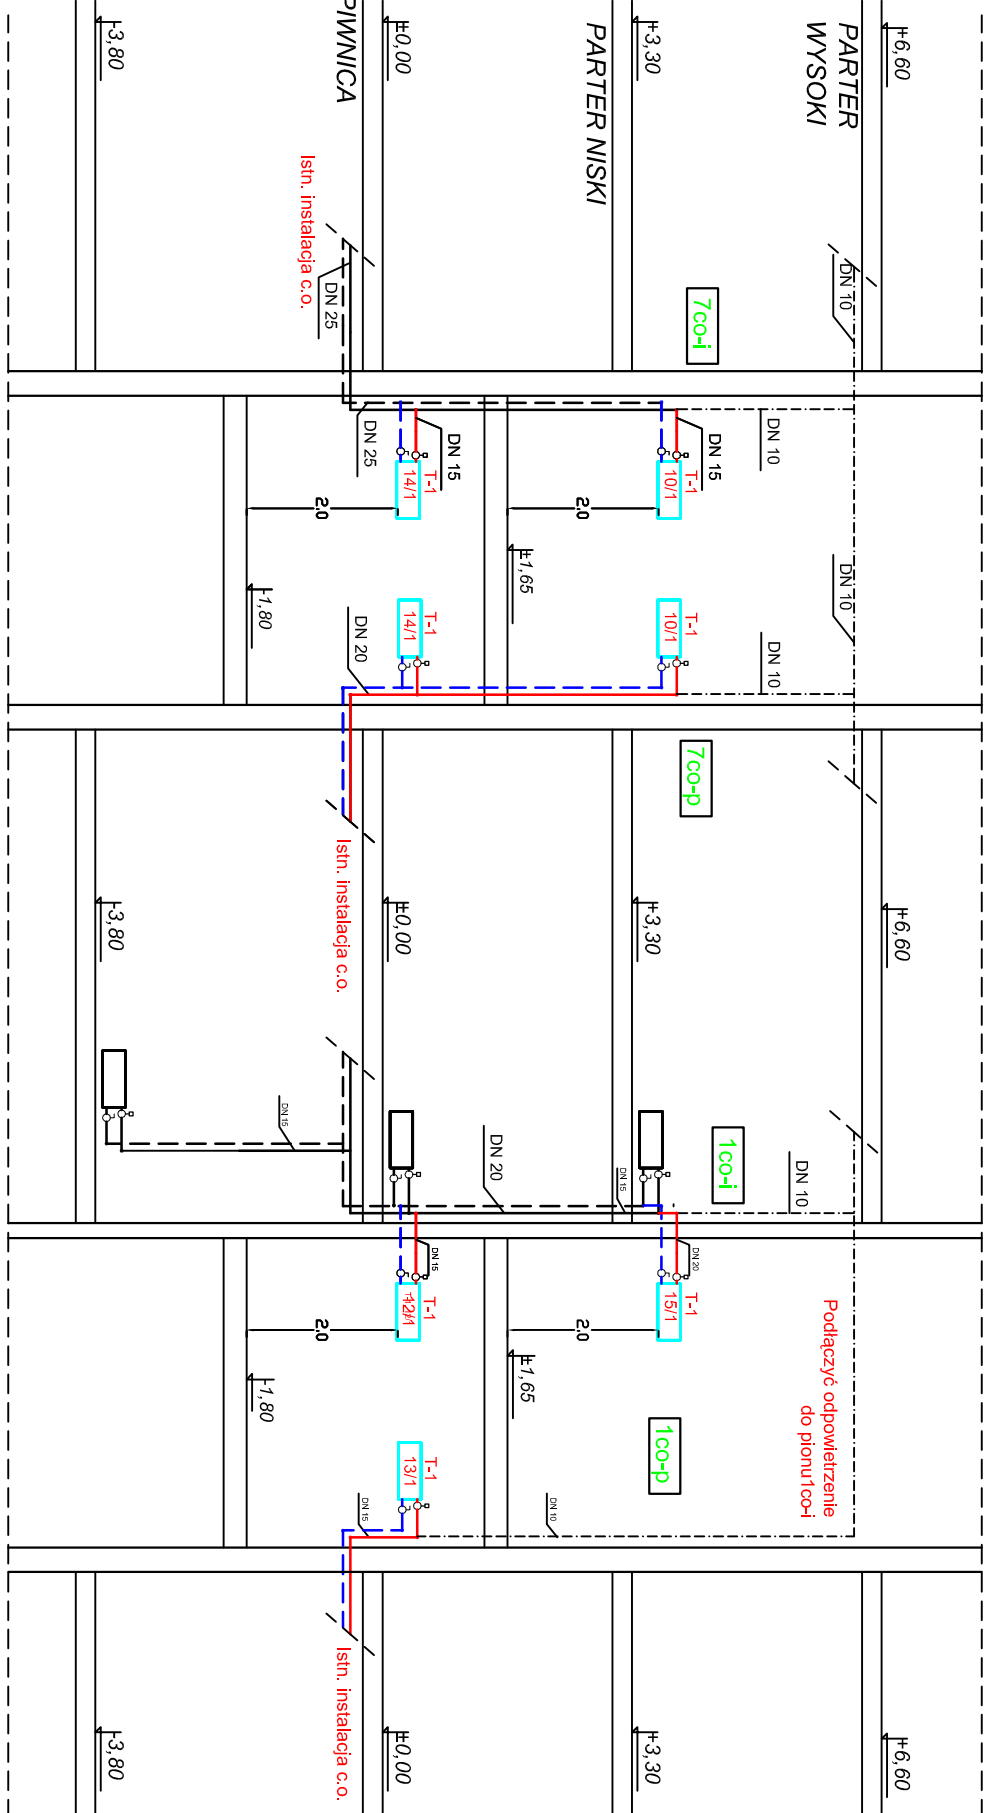 PARTER
WYSOKI
PARTER NISKI
PIWNICA
+6,60
+3,30
±0,00
-3,80
Istn. instalacja c.o.
DN 25
DN 10
7co-i
DN 10
DN 15
T-1
10/1
2.0
DN 15
T-1
14/1
DN 25
2.0
+1,65
-1,80
DN 10
DN 10
T-1
10/1
T-1
14/1
DN 20
7co-p
Istn. instalacja c.o.
+6,60
+3,30
±0,00
-3,80
DN 10
1co-i
DN 20
DN 15
DN 15
DN 20
T-1
15/1
2.0
DN 15
T-1
12/1
2.0
+1,65
-1,80
Podłączyć odpowietrzenie
do pionu1co-i
1co-p
T-1
13/1
DN 15
DN 10
Istn. instalacja c.o.
+6,60
+3,30
±0,00
-3,80